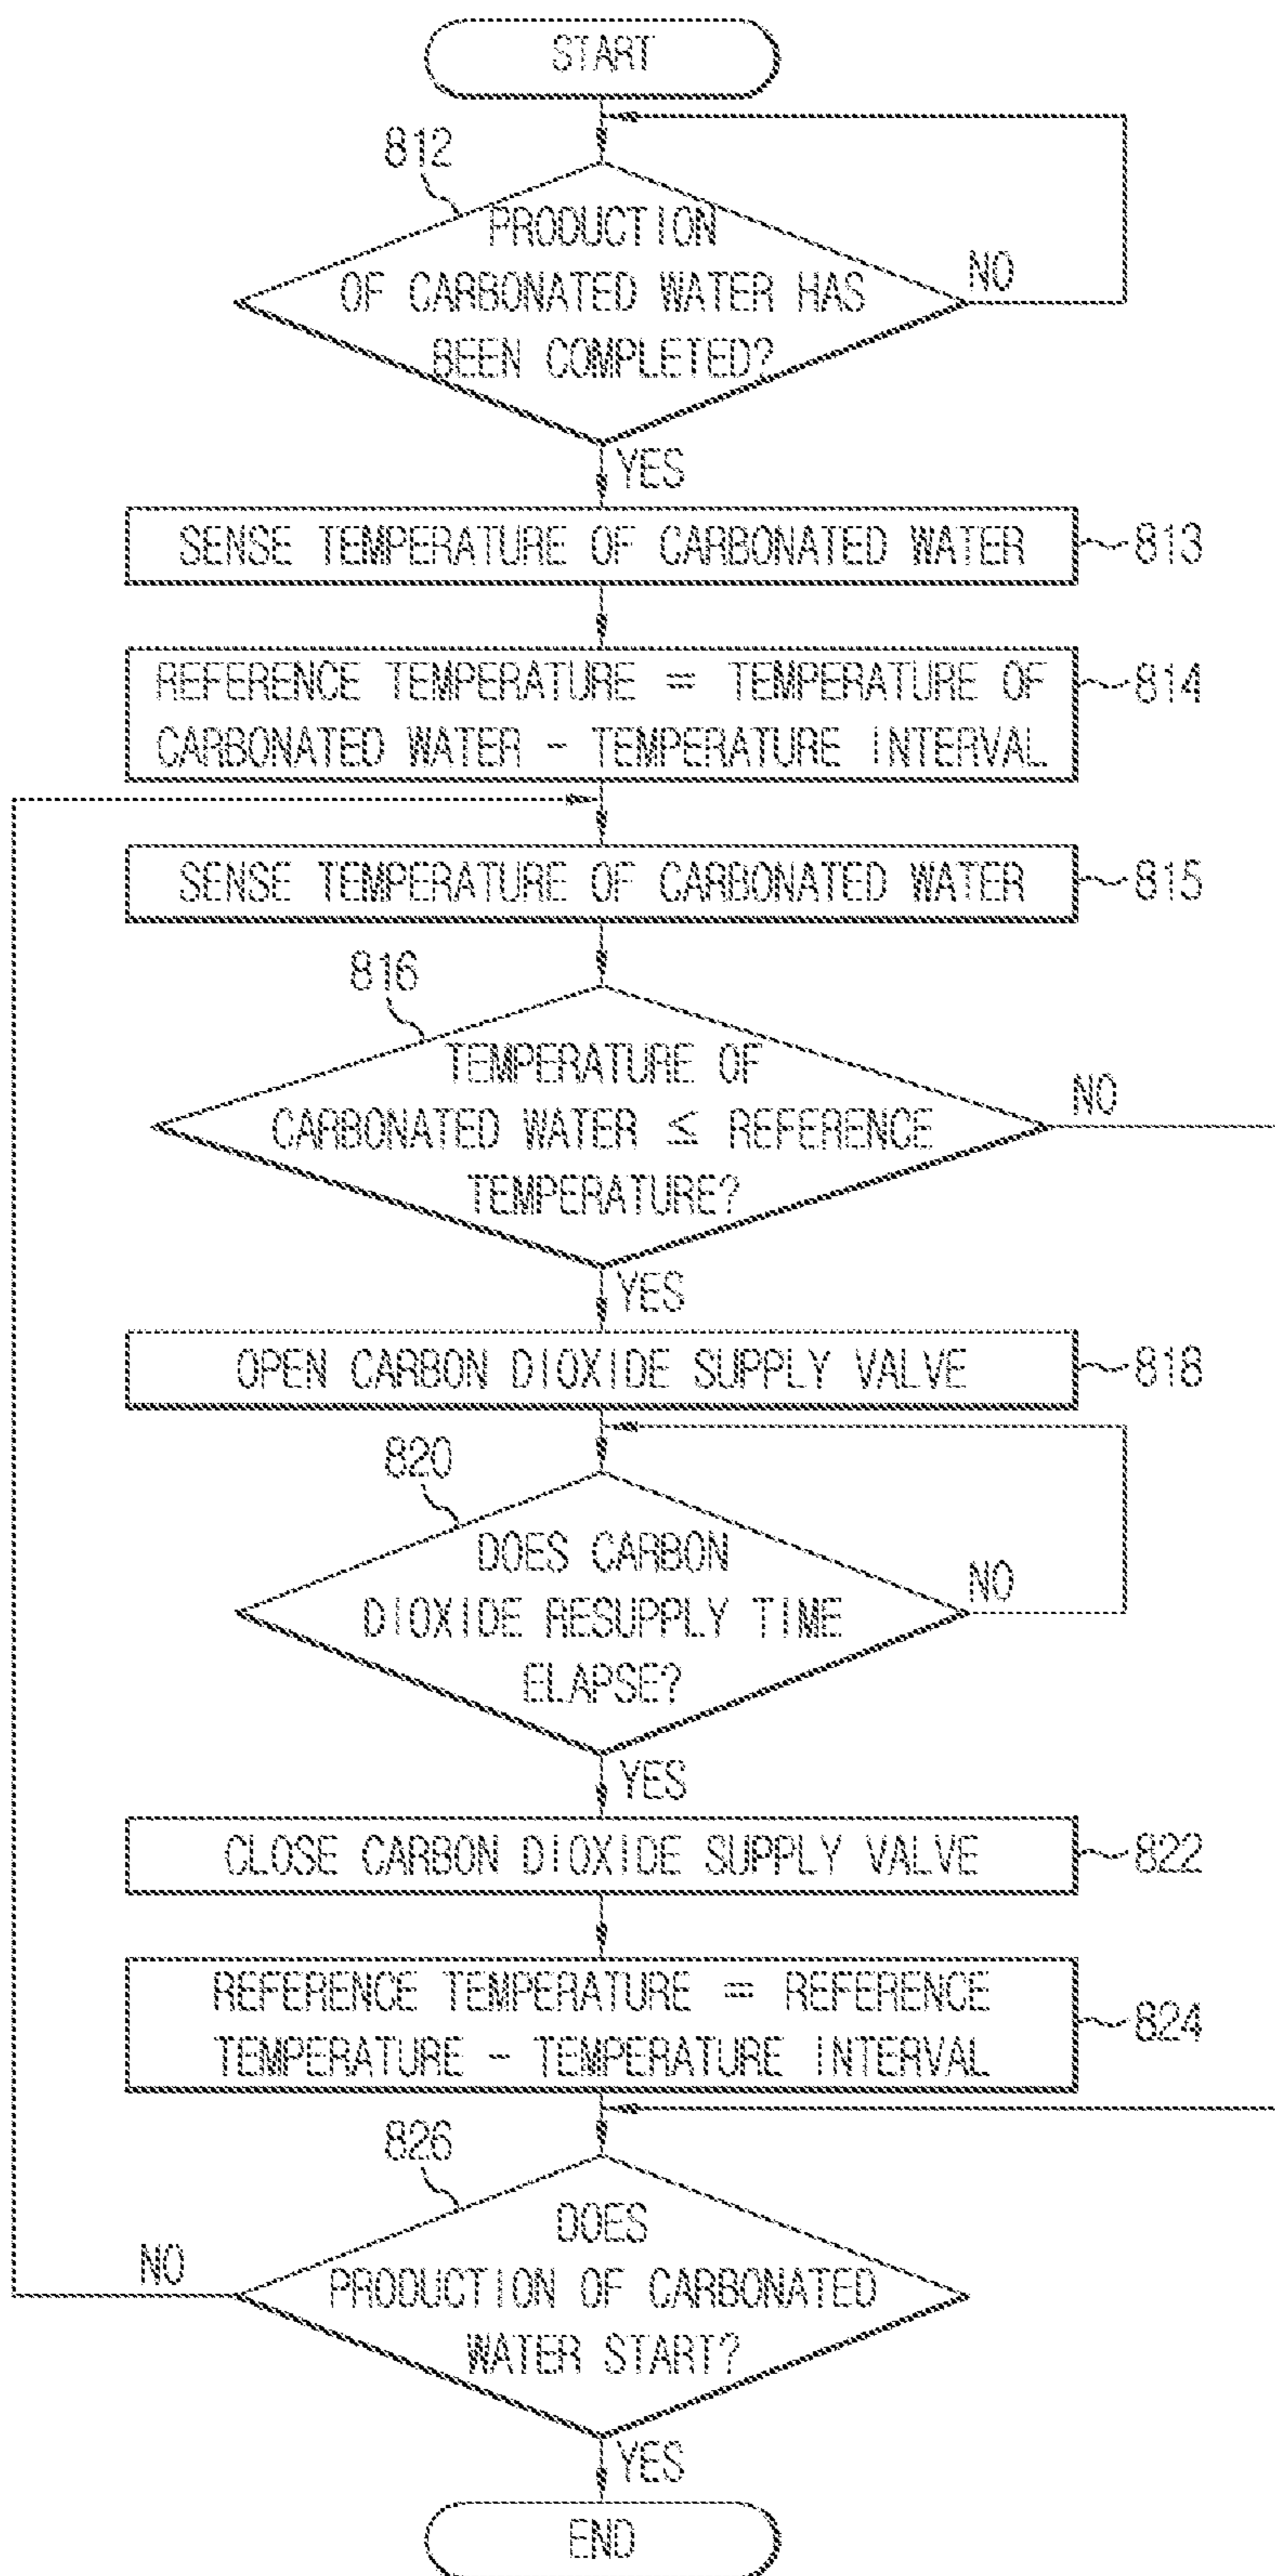 START
812
PRODUCTION
OF CARBONATED WATER HAS
BEEN COMPLETED?
NO
YES
SENSE TEMPERATURE OF CARBONATED WATER
813
REFERENCE TEMPERATURE = TEMPERATURE OF
CARBONATED WATER - TEMPERATURE INTERVAL
814
SENSE TEMPERATURE OF CARBONATED WATER
815
816
TEMPERATURE OF
CARBONATED WATER ≤ REFERENCE
TEMPERATURE?
NO
YES
OPEN CARBON DIOXIDE SUPPLY VALVE
818
820
DOES CARBON
DIOXIDE RESUPPLY TIME
ELAPSE?
NO
YES
CLOSE CARBON DIOXIDE SUPPLY VALVE
822
REFERENCE TEMPERATURE = REFERENCE
TEMPERATURE - TEMPERATURE INTERVAL
824
826
DOES
PRODUCTION OF CARBONATED
WATER START?
NO
YES
END